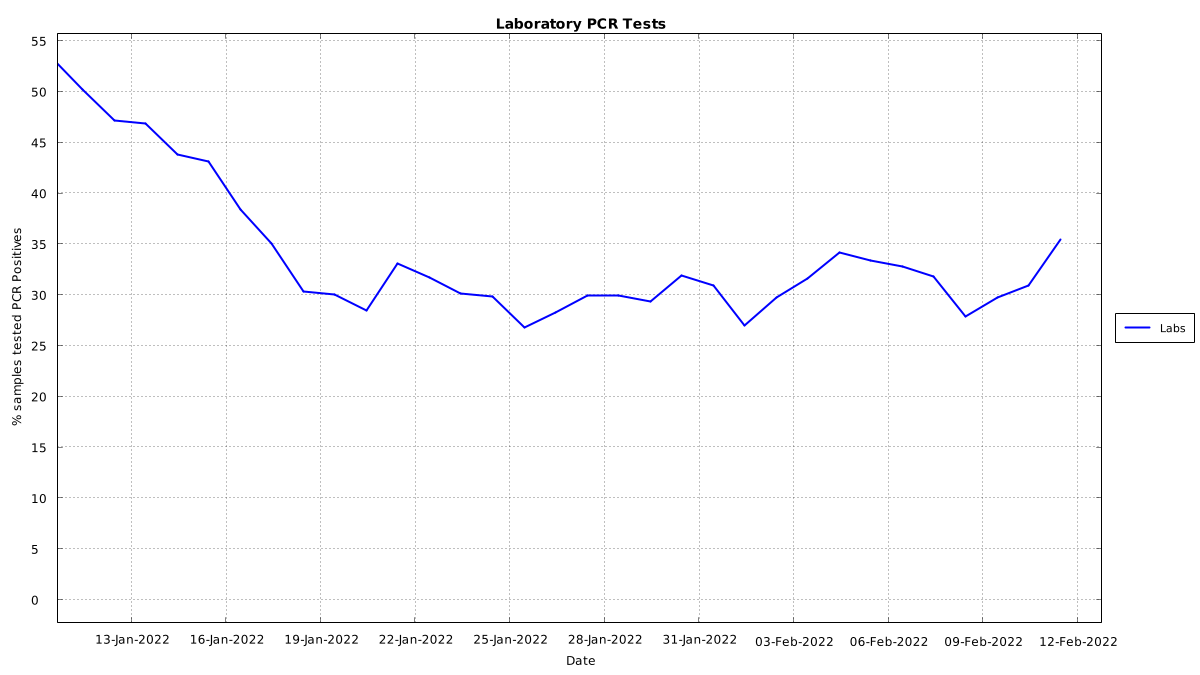 Laboratory PCR Tests
55
50
45
40
35
30
25
20
15
10
5
0
% samples tested PCR Positives
13-Jan-2022 16-Jan-2022 19-Jan-2022 22-Jan-2022 25-Jan-2022 28-Jan-2022 31-Jan-2022 03-Feb-2022 06-Feb-2022 09-Feb-2022 12-Feb-2022
Date
Labs